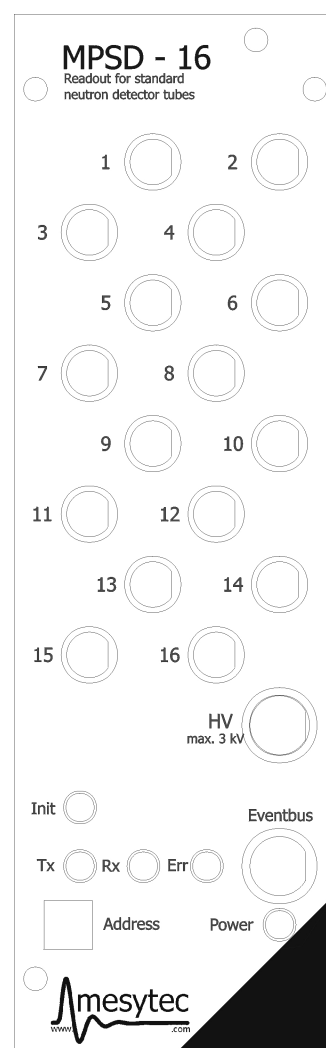 MPSD - 16
Readout for standard
neutron detector tubes
1 2
3 4
5 6
7 8
9 10
11 12
13 14
15 16
HV
max. 3 kV
Init
Eventbus
Tx Rx Err
Address Power
mesytec
www. .com